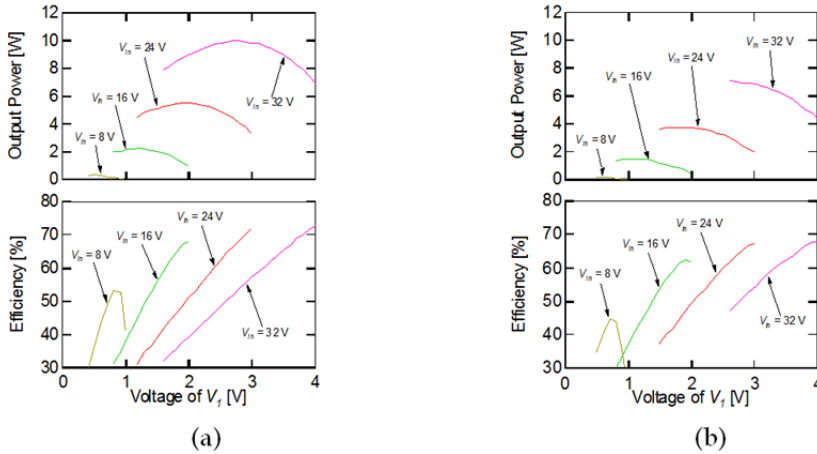 12
10
8
6
4
2
0
Output Power [W]
V_in = 24 V
V_in = 16 V
V_in = 8 V
V_in = 32 V
80
70
60
50
40
30
Efficiency [%]
V_in = 8 V
V_in = 16 V
V_in = 24 V
V_in = 32 V
0 1 2 3 4
Voltage of V_1 [V]
(a)
12
10
8
6
4
2
0
Output Power [W]
V_in = 8 V
V_in = 16 V
V_in = 24 V
V_in = 32 V
80
70
60
50
40
30
Efficiency [%]
V_in = 8 V
V_in = 16 V
V_in = 24 V
V_in = 32 V
0 1 2 3 4
Voltage of V_1 [V]
(b)